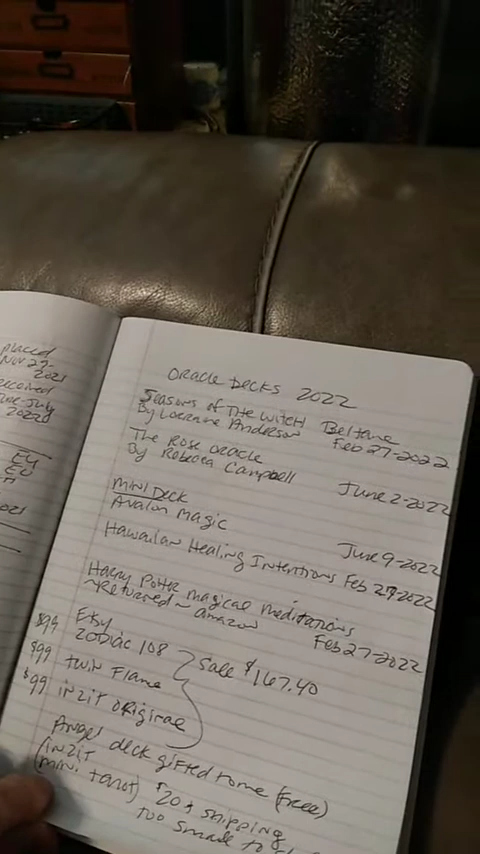 placed
Nov 27-
2021
received
June-July
2022
ORACLE DECKS 2022
Seasons of the witch Beltane
By Lorraine Anderson Feb 27-2022
The Rose oracle
By Rebecca Campbell June 2-2022
MINI Deck
Avalon Magic June 9-2022
Hawaiian Healing Intentions Feb 27-2022
Harry Potter magical meditations
~Returned~ amazon Feb 27-2022
Etsy
$99 Zodiac 108
$99 Twin Flame Sale $167.40
$99 inzit original
Angel deck gifted to me (free)
(inzit $20 + shipping
(mini. tarot) too small to